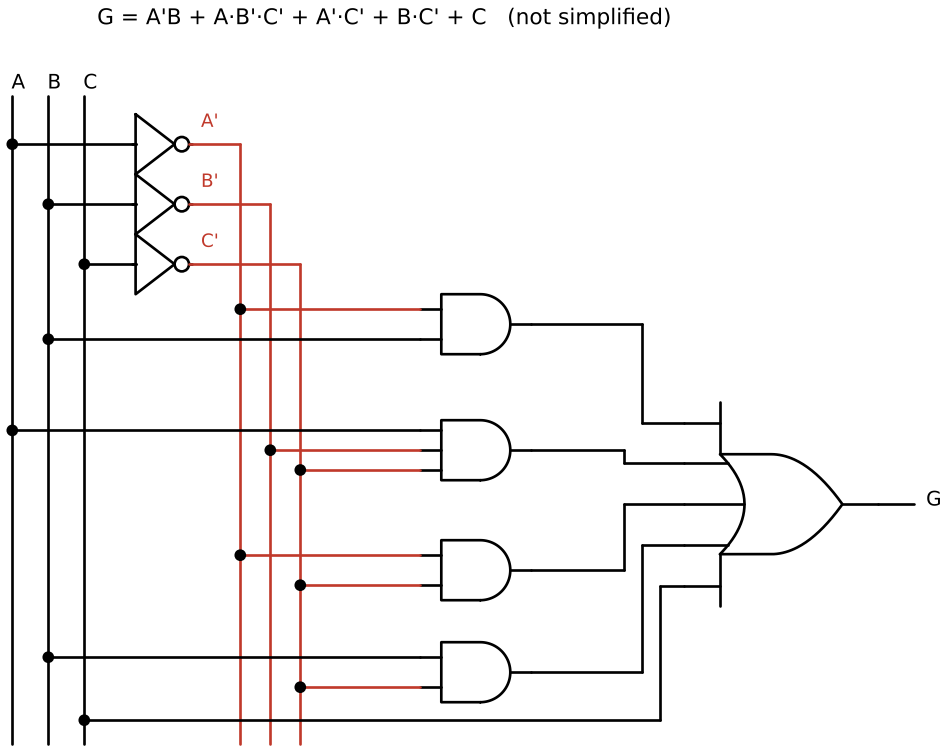 G = A'B + A·B'·C' + A'·C' + B·C' + C   (not simplified)
A B C
A'
B'
C'
G